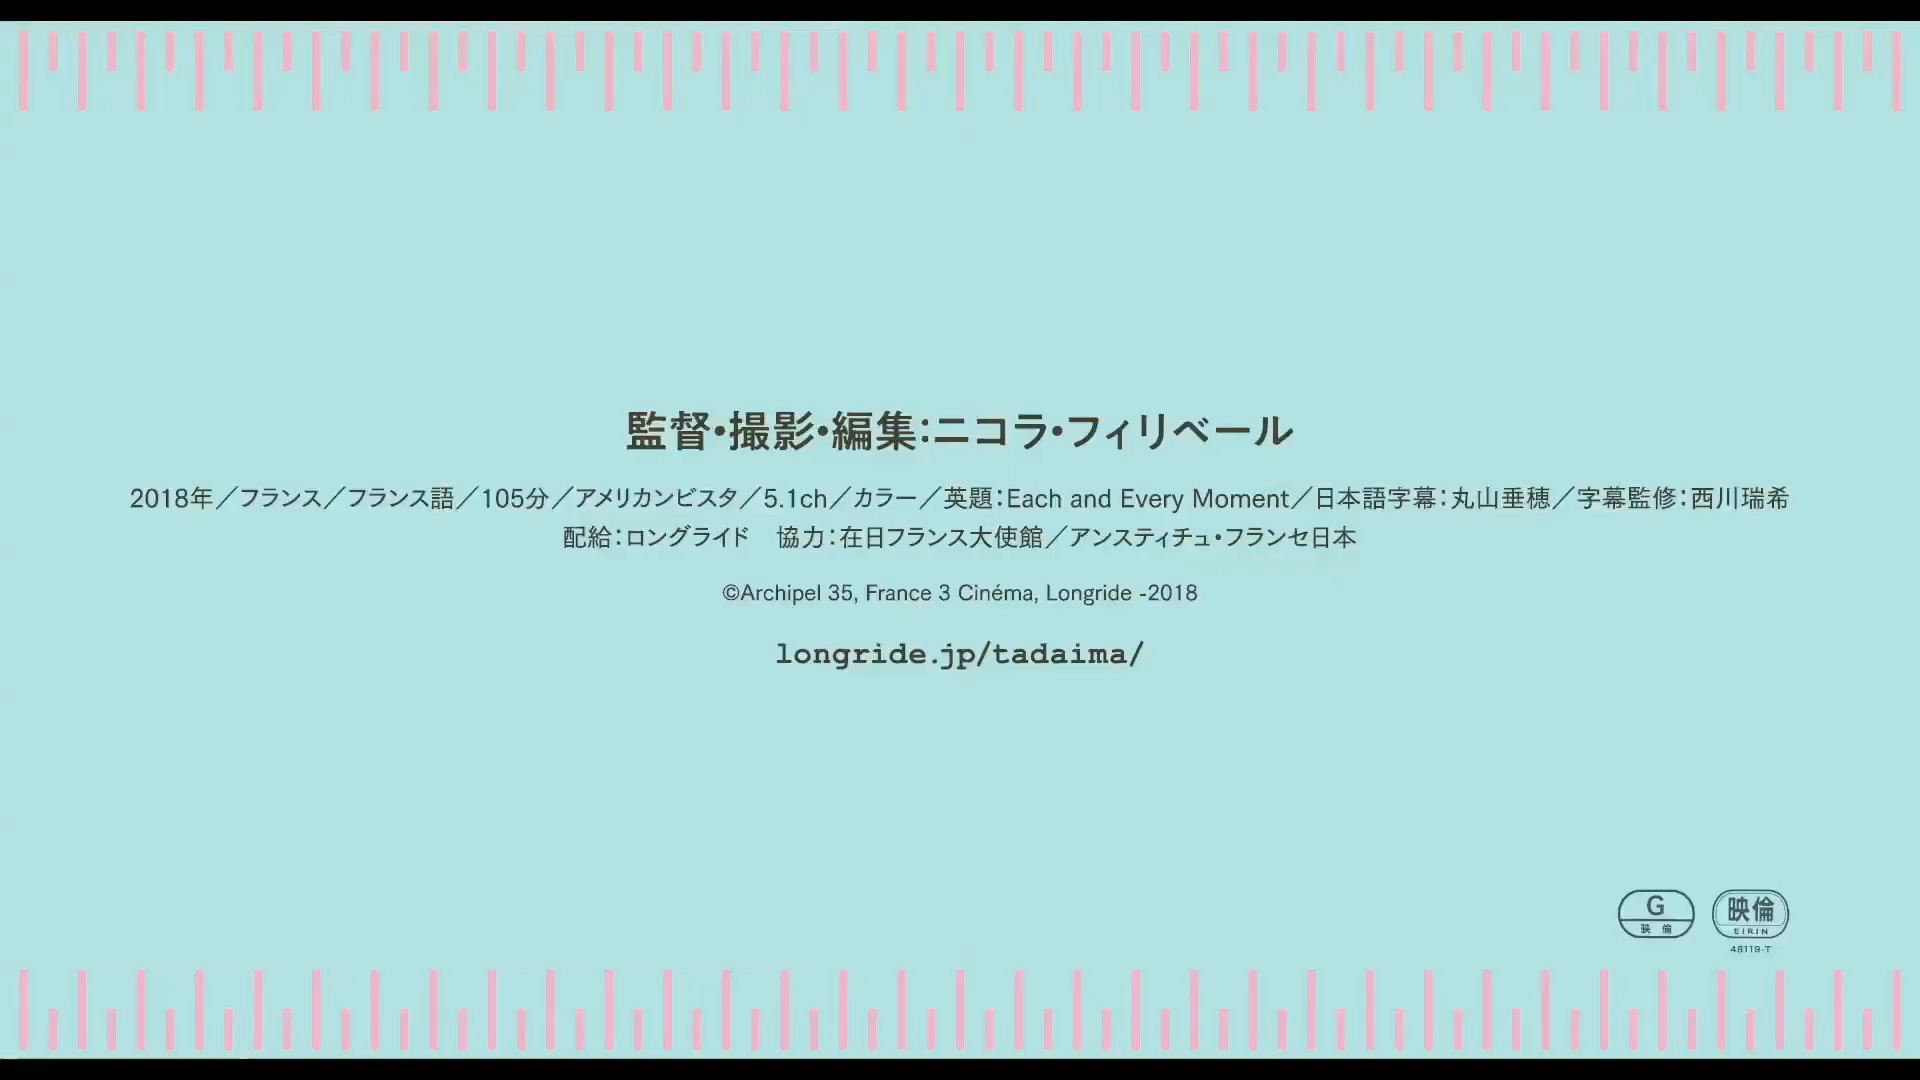 監督・撮影・編集：ニコラ・フィリベール
2018年／フランス／フランス語／105分／アメリカンビスタ／5.1ch／カラー／英題：Each and Every Moment／日本語字幕：丸山垂穂／字幕監修：西川瑞希
配給：ロングライド　協力：在日フランス大使館／アンスティチュ・フランセ日本
©Archipel 35, France 3 Cinéma, Longride -2018
longride.jp/tadaima/
G
映倫
映倫
EIRIN
48119-T